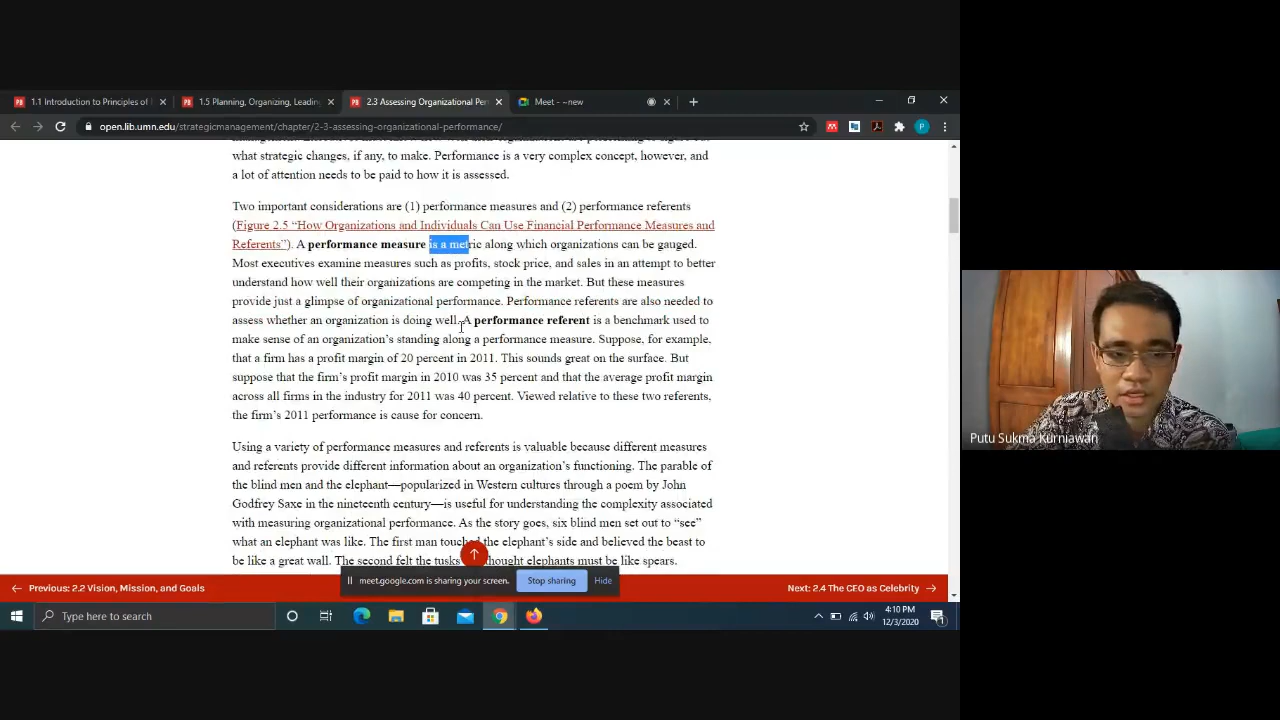 1.1 Introduction to Principles of
1.5 Planning, Organizing, Leadin
2.3 Assessing Organizational Per
Meet - ~new
open.lib.umn.edu/strategicmanagement/chapter/2-3-assessing-organizational-performance/
P
what strategic changes, if any, to make. Performance is a very complex concept, however, and
a lot of attention needs to be paid to how it is assessed.
Two important considerations are (1) performance measures and (2) performance referents
(Figure 2.5 “How Organizations and Individuals Can Use Financial Performance Measures and
Referents”). A performance measure is a metric along which organizations can be gauged.
Most executives examine measures such as profits, stock price, and sales in an attempt to better
understand how well their organizations are competing in the market. But these measures
provide just a glimpse of organizational performance. Performance referents are also needed to
assess whether an organization is doing well. A performance referent is a benchmark used to
make sense of an organization’s standing along a performance measure. Suppose, for example,
that a firm has a profit margin of 20 percent in 2011. This sounds great on the surface. But
suppose that the firm’s profit margin in 2010 was 35 percent and that the average profit margin
across all firms in the industry for 2011 was 40 percent. Viewed relative to these two referents,
the firm’s 2011 performance is cause for concern.
Using a variety of performance measures and referents is valuable because different measures
and referents provide different information about an organization’s functioning. The parable of
the blind men and the elephant—popularized in Western cultures through a poem by John
Godfrey Saxe in the nineteenth century—is useful for understanding the complexity associated
with measuring organizational performance. As the story goes, six blind men set out to “see”
what an elephant was like. The first man touched the elephant’s side and believed the beast to
be like a great wall. The second felt the tusks thought elephants must be like spears.
meet.google.com is sharing your screen.
Stop sharing
Hide
Previous: 2.2 Vision, Mission, and Goals
Next: 2.4 The CEO as Celebrity
Type here to search
4:10 PM
12/3/2020
Putu Sukma Kurniawan